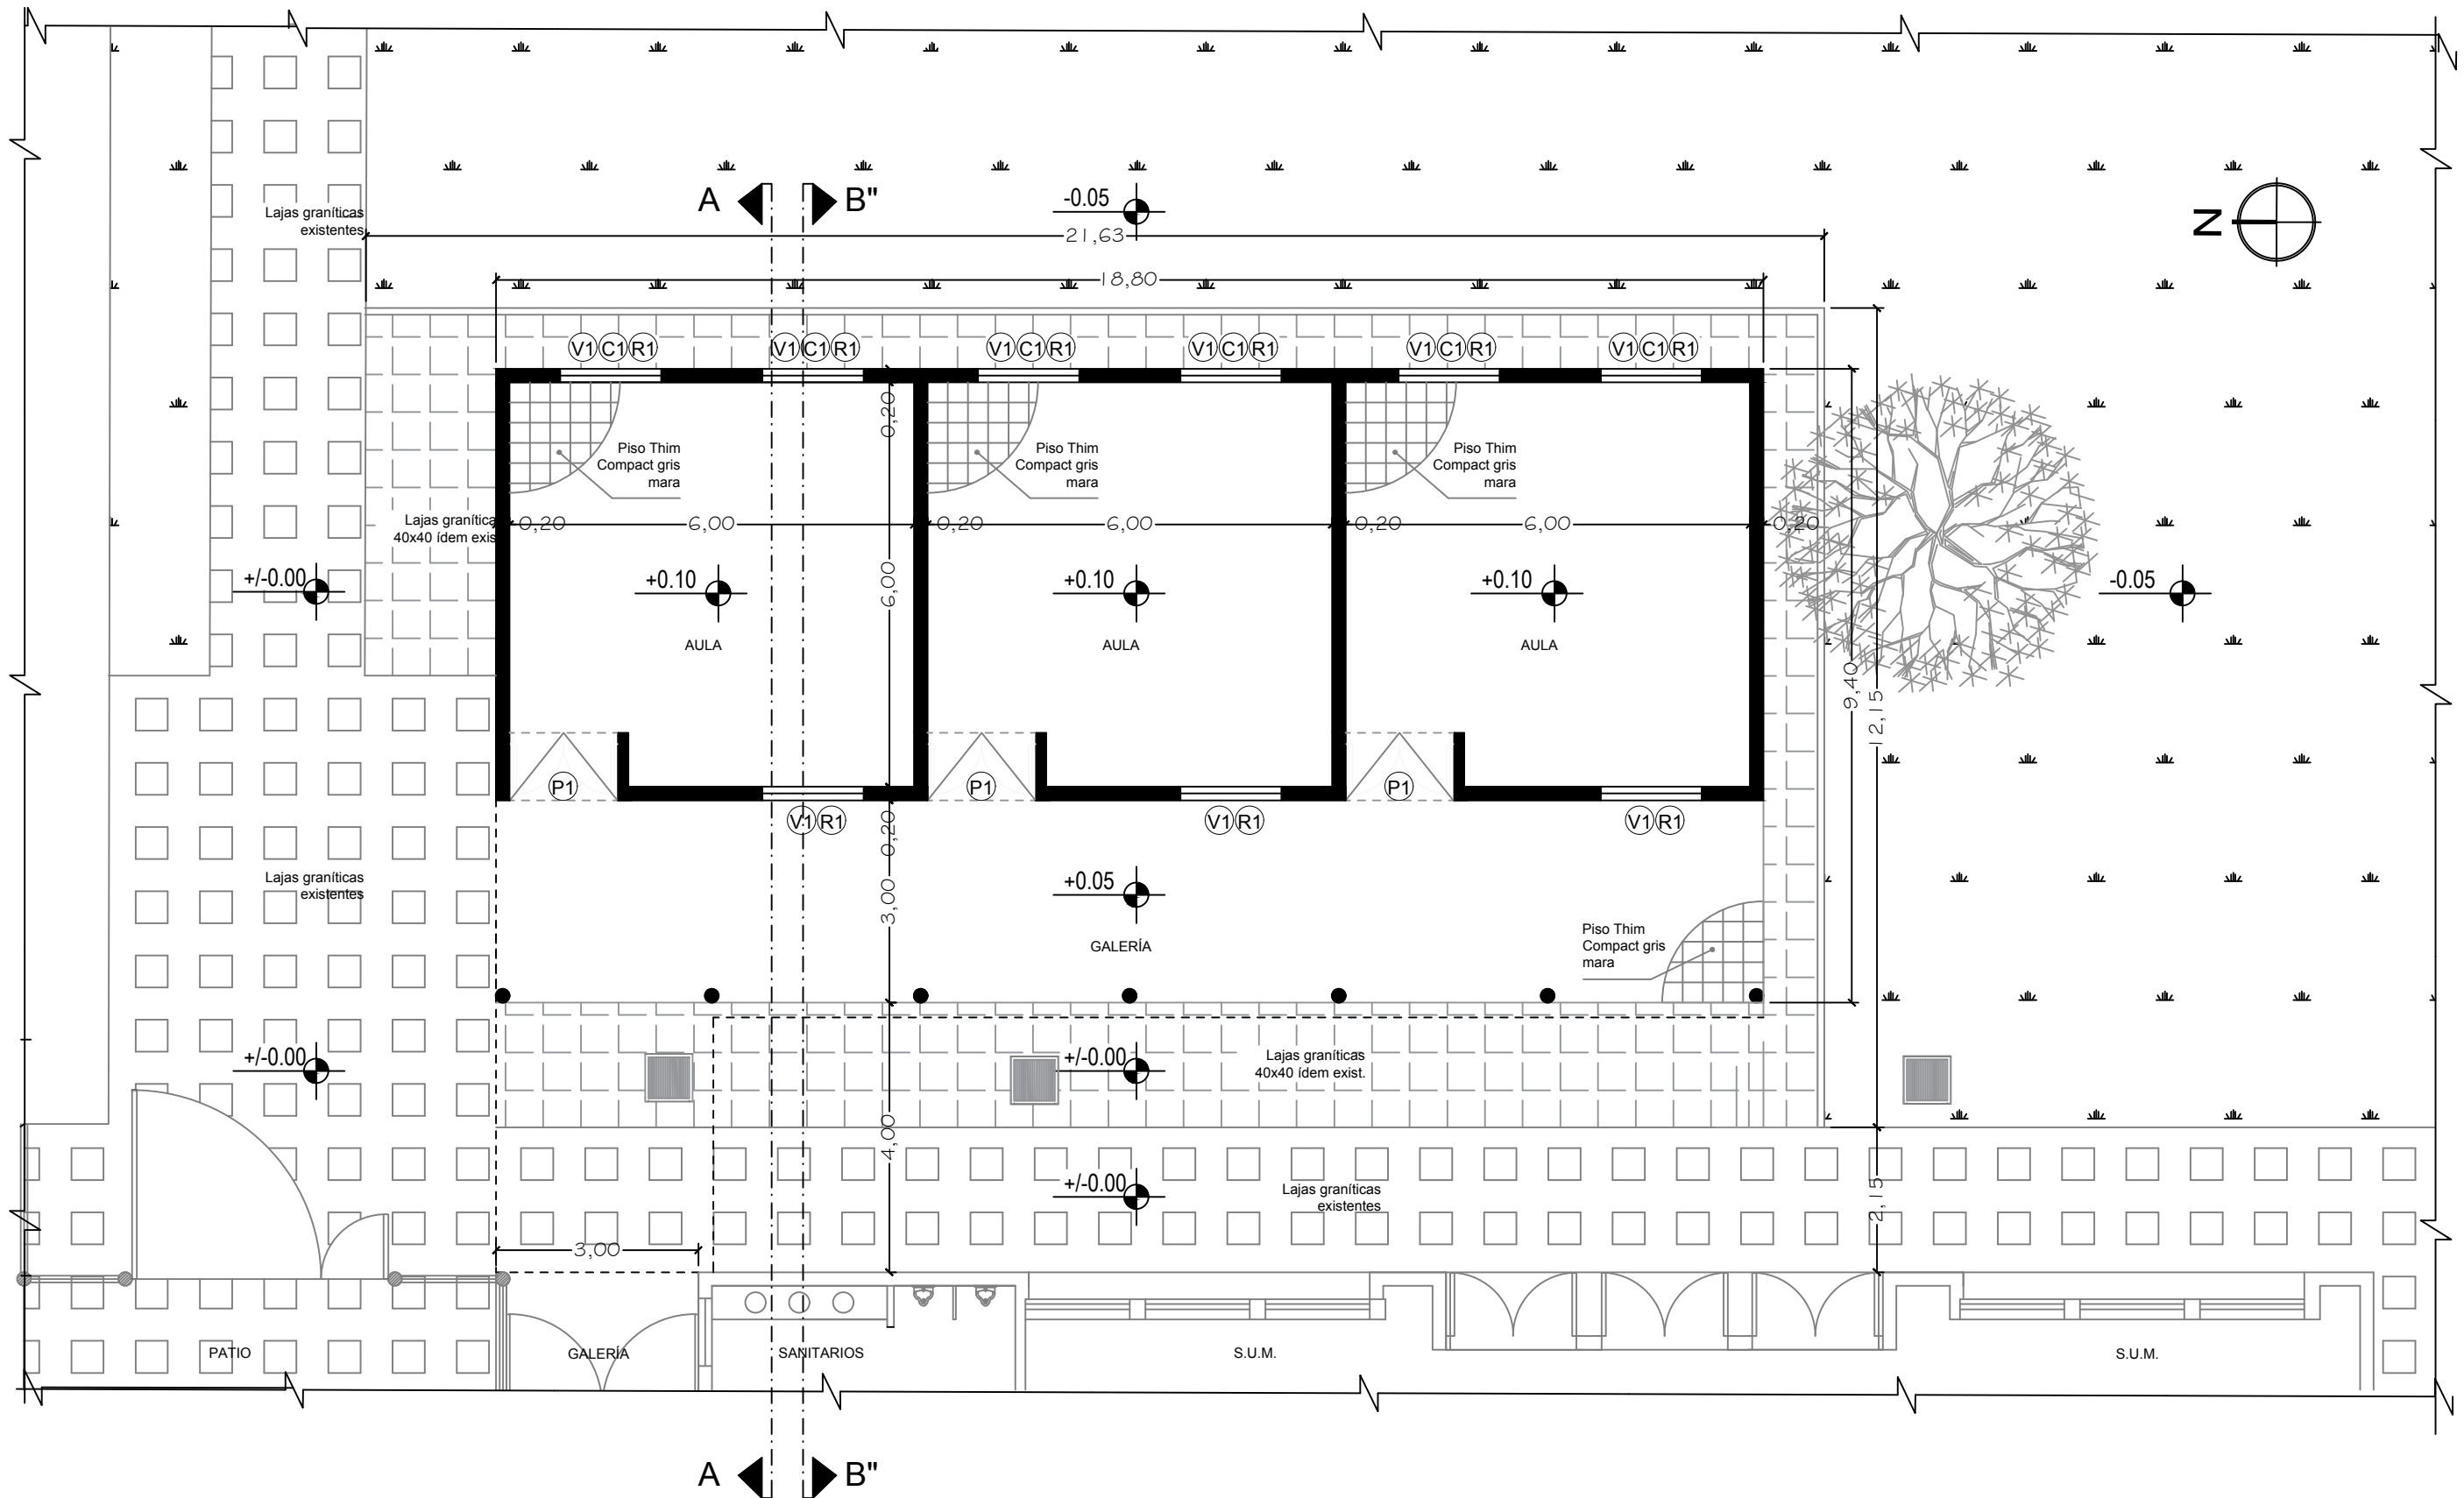 Lajas graníticas
existentes
A
B"
-0.05
21,63
N
18,80
V1 C1 R1
V1 C1 R1
V1 C1 R1
V1 C1 R1
V1 C1 R1
V1 C1 R1
0,20
Piso Thim
Compact gris
mara
Piso Thim
Compact gris
mara
Piso Thim
Compact gris
mara
Lajas granítica
40x40 ídem exis
0,20
6,00
0,20
6,00
0,20
6,00
0,20
+/-0.00
+0.10
6,00
+0.10
+0.10
-0.05
AULA
AULA
AULA
9,40
12,15
P1
P1
P1
V1 R1
V1 R1
V1 R1
0,20
Lajas graníticas
existentes
3,00
+0.05
GALERÍA
Piso Thim
Compact gris
mara
+/-0.00
+/-0.00
Lajas graníticas
40x40 ídem exist.
4,00
+/-0.00
Lajas graníticas
existentes
2,15
3,00
PATIO
GALERÍA
SANITARIOS
S.U.M.
S.U.M.
A
B"